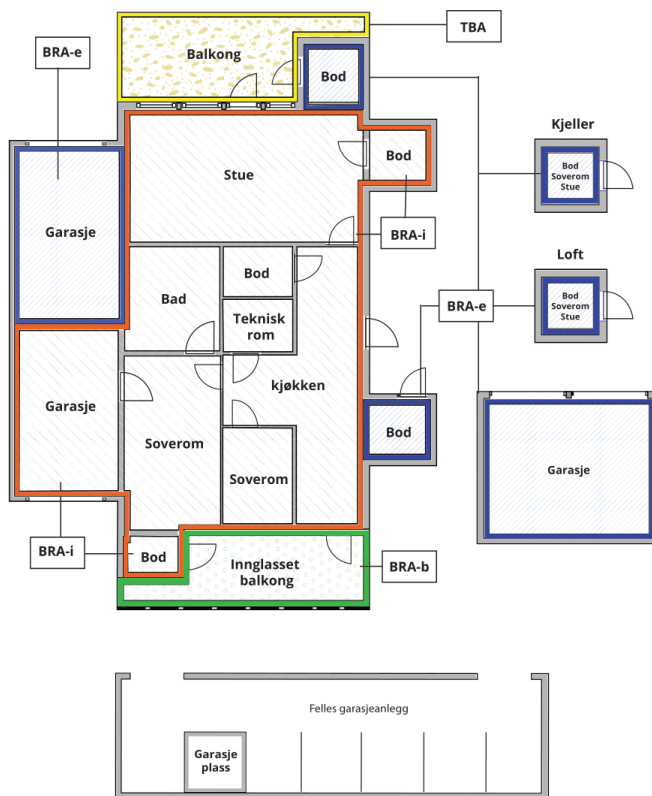 TBA
BRA-e
Balkong
Bod
Kjeller
Stue
Bod
Bod
Soverom
Stue
Garasje
BRA-i
Loft
Bod
Bad
Teknisk
rom
BRA-e
Bod
Soverom
Stue
kjøkken
Garasje
Soverom
Bod
Garasje
Soverom
BRA-i
Bod
Innglasset
balkong
BRA-b
Felles garasjeanlegg
Garasje
plass